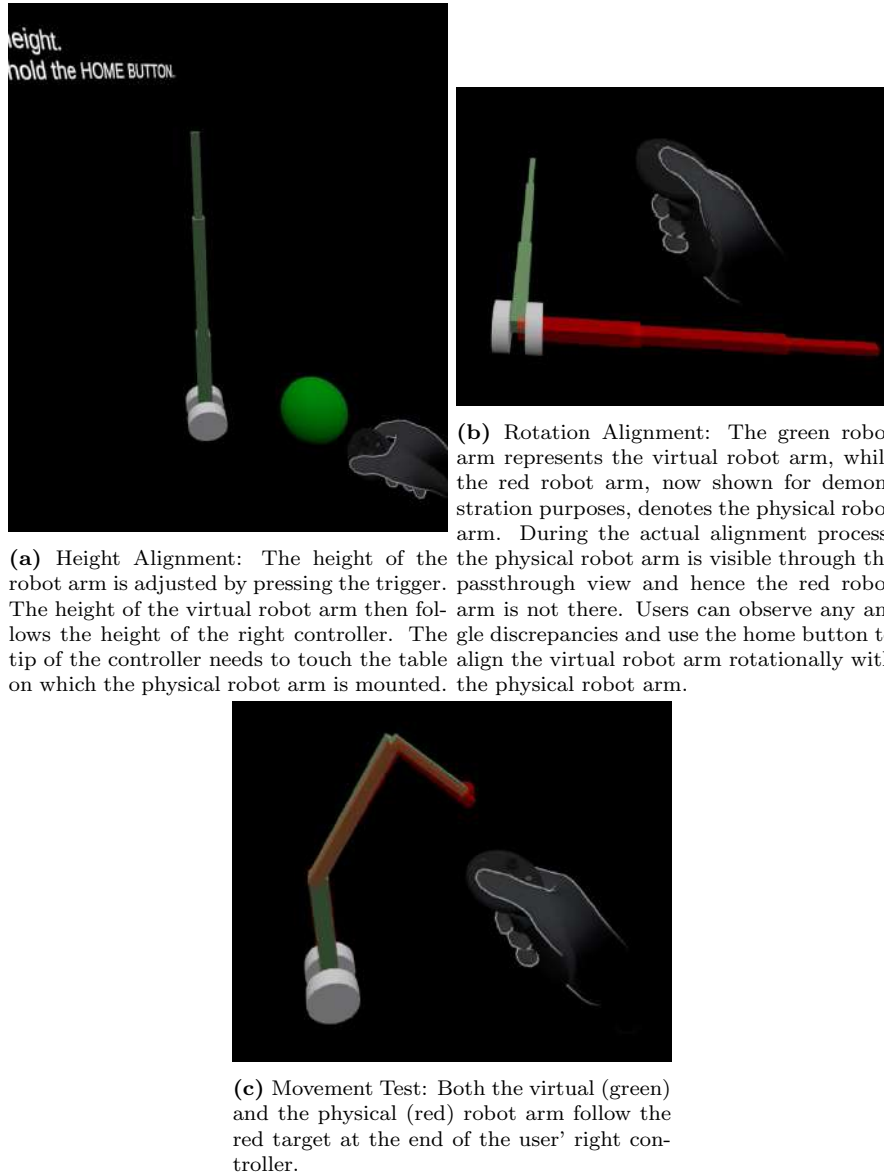 eight.
hold the HOME BUTTON.
(a) Height Alignment: The height of the
robot arm is adjusted by pressing the trigger.
The height of the virtual robot arm then fol-
lows the height of the right controller. The
tip of the controller needs to touch the table
on which the physical robot arm is mounted.
(b) Rotation Alignment: The green robo
arm represents the virtual robot arm, whil
the red robot arm, now shown for demon
stration purposes, denotes the physical robo
arm. During the actual alignment process
the physical robot arm is visible through th
passthrough view and hence the red robo
arm is not there. Users can observe any an
gle discrepancies and use the home button t
align the virtual robot arm rotationally wit
the physical robot arm.
(c) Movement Test: Both the virtual (green)
and the physical (red) robot arm follow the
red target at the end of the user' right con-
troller.